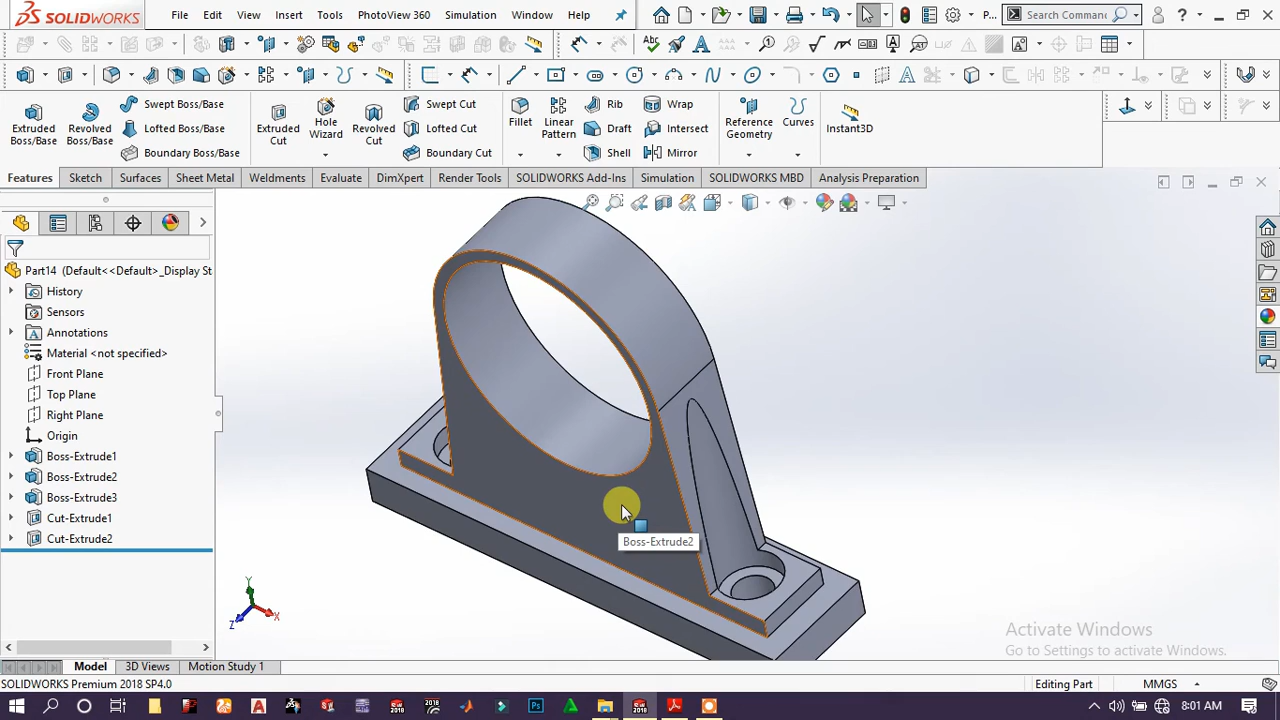 SOLIDWORKS File Edit View Insert Tools PhotoView 360 Simulation Window Help P... Search Commanc
Extruded Boss/Base Revolved Boss/Base Swept Boss/Base Extruded Cut Hole Wizard Revolved Cut Swept Cut Fillet Linear Pattern Rib Wrap Reference Geometry Curves Instant3D
Lofted Boss/Base Lofted Cut Draft Intersect
Boundary Boss/Base Boundary Cut Shell Mirror
Features Sketch Surfaces Sheet Metal Weldments Evaluate DimXpert Render Tools SOLIDWORKS Add-Ins Simulation SOLIDWORKS MBD Analysis Preparation
Part14 (Default<<Default>_Display St
History
Sensors
Annotations
Material <not specified>
Front Plane
Top Plane
Right Plane
Origin
Boss-Extrude1
Boss-Extrude2
Boss-Extrude3
Cut-Extrude1
Cut-Extrude2
Boss-Extrude2
Y
X
Z
Activate Windows
Go to Settings to activate Windows.
Model 3D Views Motion Study 1
SOLIDWORKS Premium 2018 SP4.0 Editing Part MMGS
8:01 AM